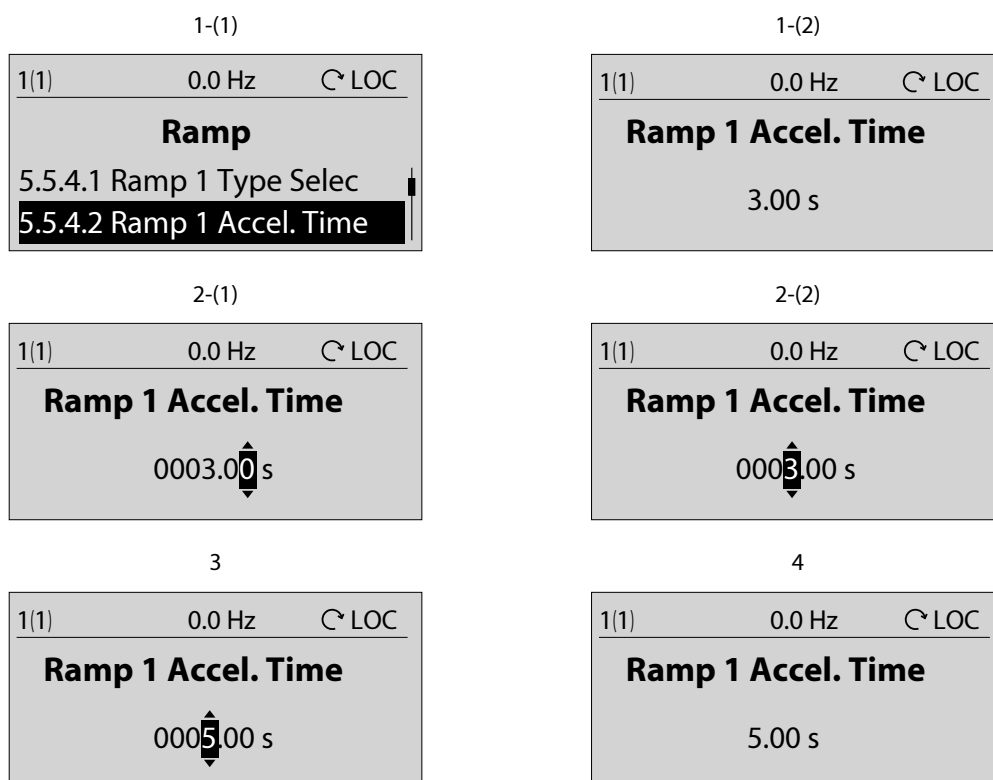 1-(1)
1(1) 0.0 Hz LOC
Ramp
5.5.4.1 Ramp 1 Type Selec
5.5.4.2 Ramp 1 Accel. Time
1-(2)
1(1) 0.0 Hz LOC
Ramp 1 Accel. Time
3.00 s
2-(1)
1(1) 0.0 Hz LOC
Ramp 1 Accel. Time
0003.00 s
2-(2)
1(1) 0.0 Hz LOC
Ramp 1 Accel. Time
0003.00 s
3
1(1) 0.0 Hz LOC
Ramp 1 Accel. Time
0005.00 s
4
1(1) 0.0 Hz LOC
Ramp 1 Accel. Time
5.00 s